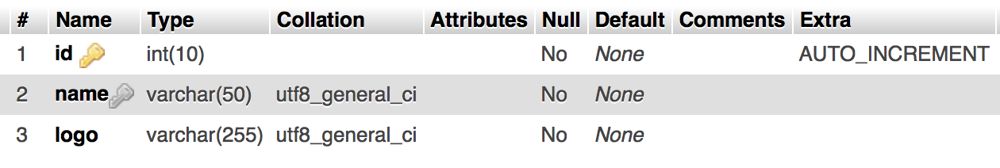 # Name Type Collation Attributes Null Default Comments Extra
1 id int(10) No None AUTO_INCREMENT
2 name varchar(50) utf8_general_ci No None
3 logo varchar(255) utf8_general_ci No None